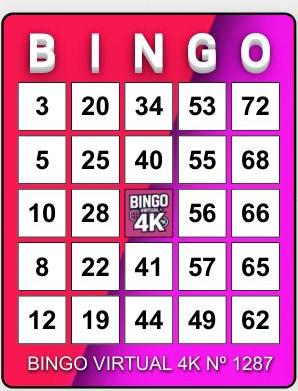 B I N G O
3 20 34 53 72
5 25 40 55 68
10 28 BINGO VIRTUAL 4K 56 66
8 22 41 57 65
12 19 44 49 62
BINGO VIRTUAL 4K Nº 1287